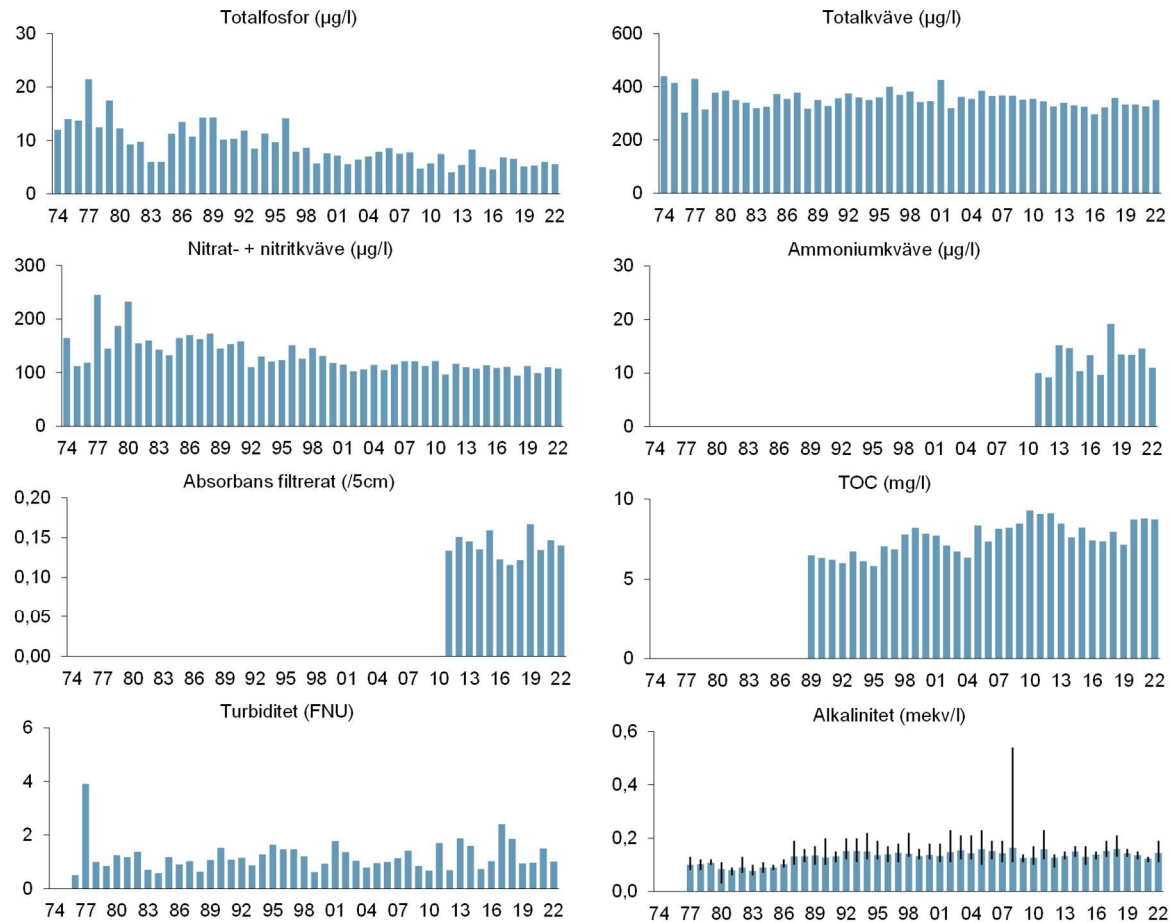 Totalfosfor (µg/l)
30
20
10
0
74 77 80 83 86 89 92 95 98 01 04 07 10 13 16 19 22
Totalkväve (µg/l)
600
400
200
0
74 77 80 83 86 89 92 95 98 01 04 07 10 13 16 19 22
Nitrat- + nitritkväve (µg/l)
300
200
100
0
74 77 80 83 86 89 92 95 98 01 04 07 10 13 16 19 22
Ammoniumkväve (µg/l)
30
20
10
0
74 77 80 83 86 89 92 95 98 01 04 07 10 13 16 19 22
Absorbans filtrerat (/5cm)
0,20
0,15
0,10
0,05
0,00
74 77 80 83 86 89 92 95 98 01 04 07 10 13 16 19 22
TOC (mg/l)
10
5
0
74 77 80 83 86 89 92 95 98 01 04 07 10 13 16 19 22
Turbiditet (FNU)
6
4
2
0
74 77 80 83 86 89 92 95 98 01 04 07 10 13 16 19 22
Alkalinitet (mekv/l)
0,6
0,4
0,2
0,0
74 77 80 83 86 89 92 95 98 01 04 07 10 13 16 19 22